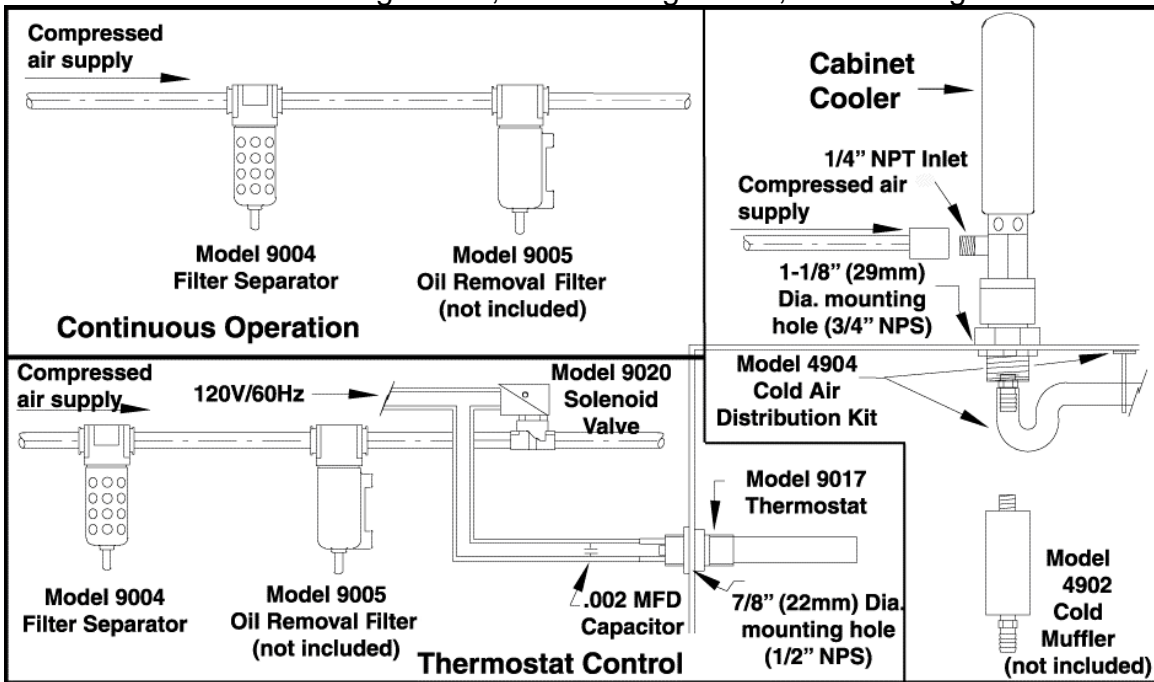 Compressed
air supply
Model 9004
Filter Separator
Model 9005
Oil Removal Filter
(not included)
Continuous Operation
Compressed
air supply
120V/60Hz
Model 9020
Solenoid
Valve
Model 9004
Filter Separator
Model 9005
Oil Removal Filter
(not included)
.002 MFD
Capacitor
Model 9017
Thermostat
7/8” (22mm) Dia.
mounting hole
(1/2” NPS)
Thermostat Control
Cabinet
Cooler
1/4” NPT Inlet
Compressed air
supply
1-1/8” (29mm)
Dia. mounting
hole (3/4” NPS)
Model 4904
Cold Air
Distribution Kit
Model
4902
Cold
Muffler
(not included)